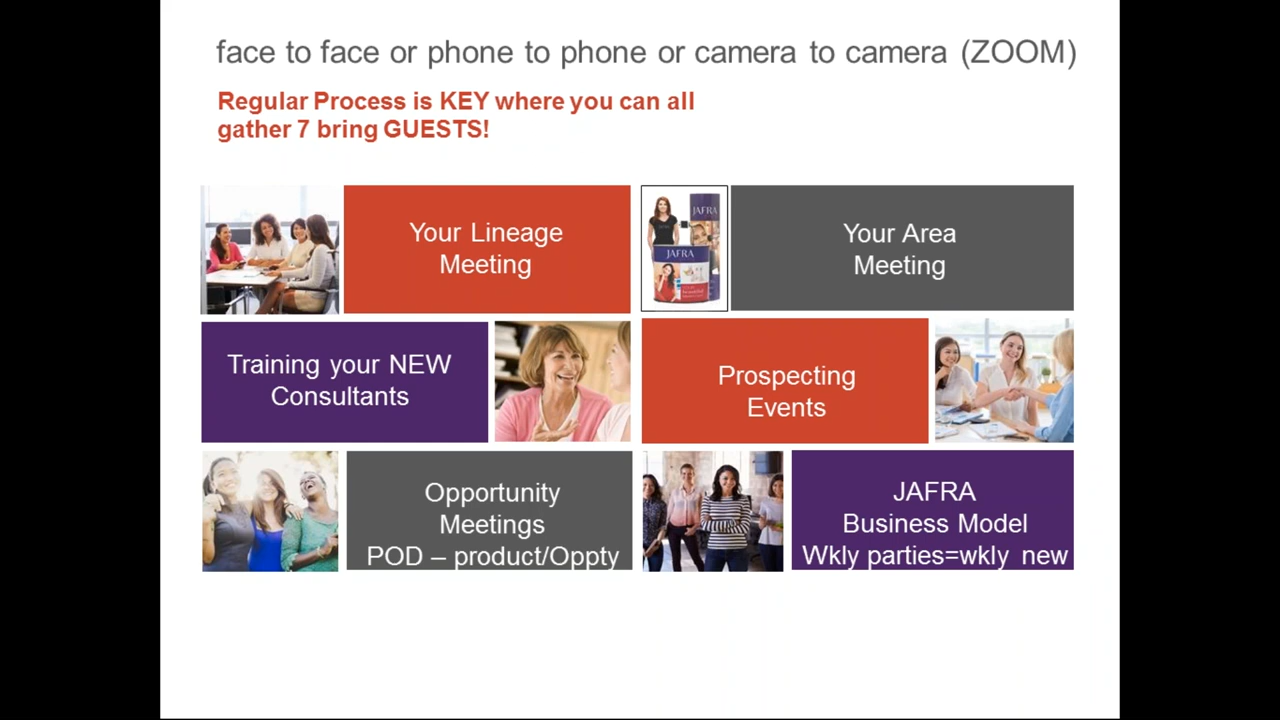 face to face or phone to phone or camera to camera (ZOOM)
Regular Process is KEY where you can all
gather 7 bring GUESTS!
Your Lineage
Meeting
JAFRA
JAFRA
Your Area
Meeting
Training your NEW
Consultants
Prospecting
Events
Opportunity
Meetings
POD – product/Oppty
JAFRA
Business Model
Wkly parties=wkly new